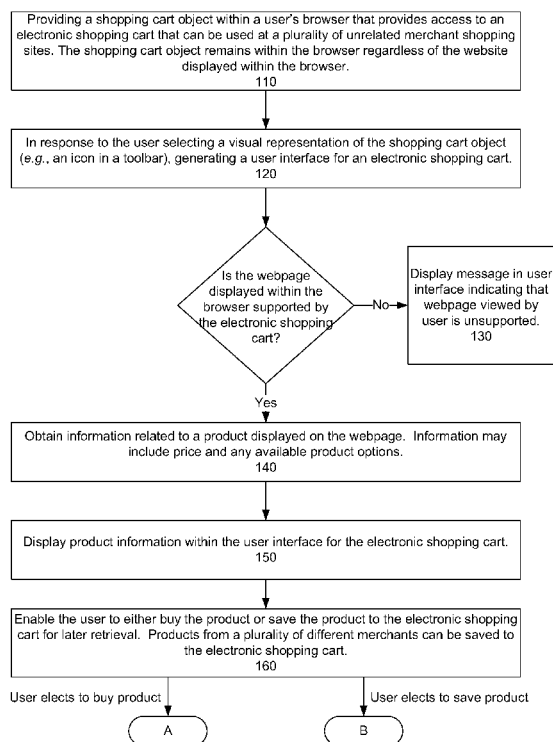 Providing a shopping cart object within a user's browser that provides access to an
electronic shopping cart that can be used at a plurality of unrelated merchant shopping
sites. The shopping cart object remains within the browser regardless of the website
displayed within the browser.
110
In response to the user selecting a visual representation of the shopping cart object
(e.g., an icon in a toolbar), generating a user interface for an electronic shopping cart.
120
Is the webpage
displayed within the
browser supported by
the electronic shopping
cart?
No
Display message in user
interface indicating that
webpage viewed by
user is unsupported.
130
Yes
Obtain information related to a product displayed on the webpage. Information may
include price and any available product options.
140
Display product information within the user interface for the electronic shopping cart.
150
Enable the user to either buy the product or save the product to the electronic shopping
cart for later retrieval. Products from a plurality of different merchants can be saved to
the electronic shopping cart.
160
User elects to buy product
User elects to save product
A
B